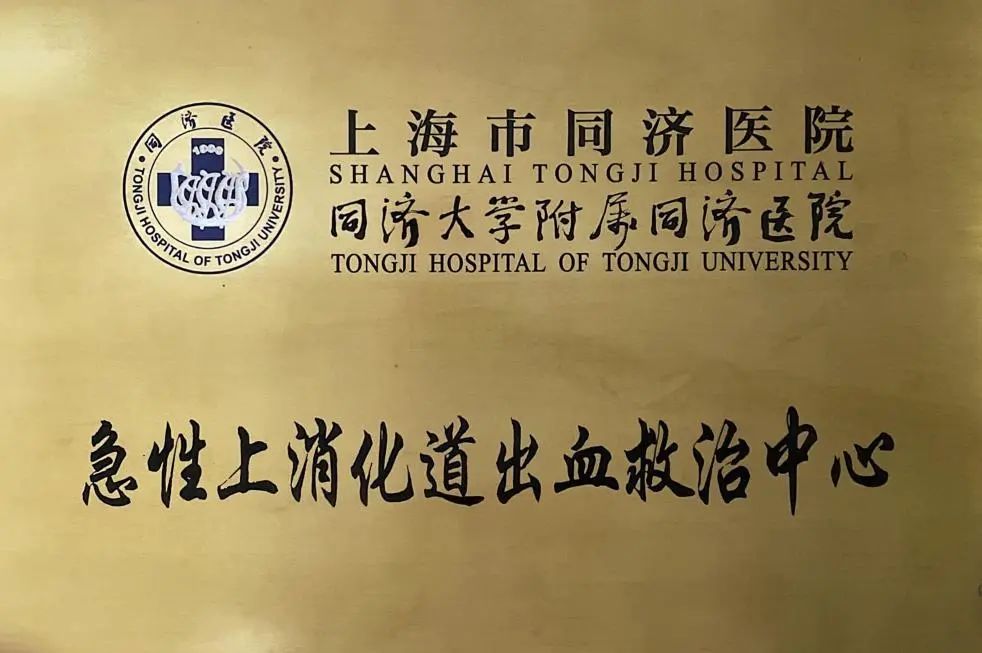 同济医院
TONGJI HOSPITAL OF TONGJI UNIVERSITY
上海市同济医院
SHANGHAI TONGJI HOSPITAL
同济大学附属同济医院
TONGJI HOSPITAL OF TONGJI UNIVERSITY
急性上消化道出血救治中心